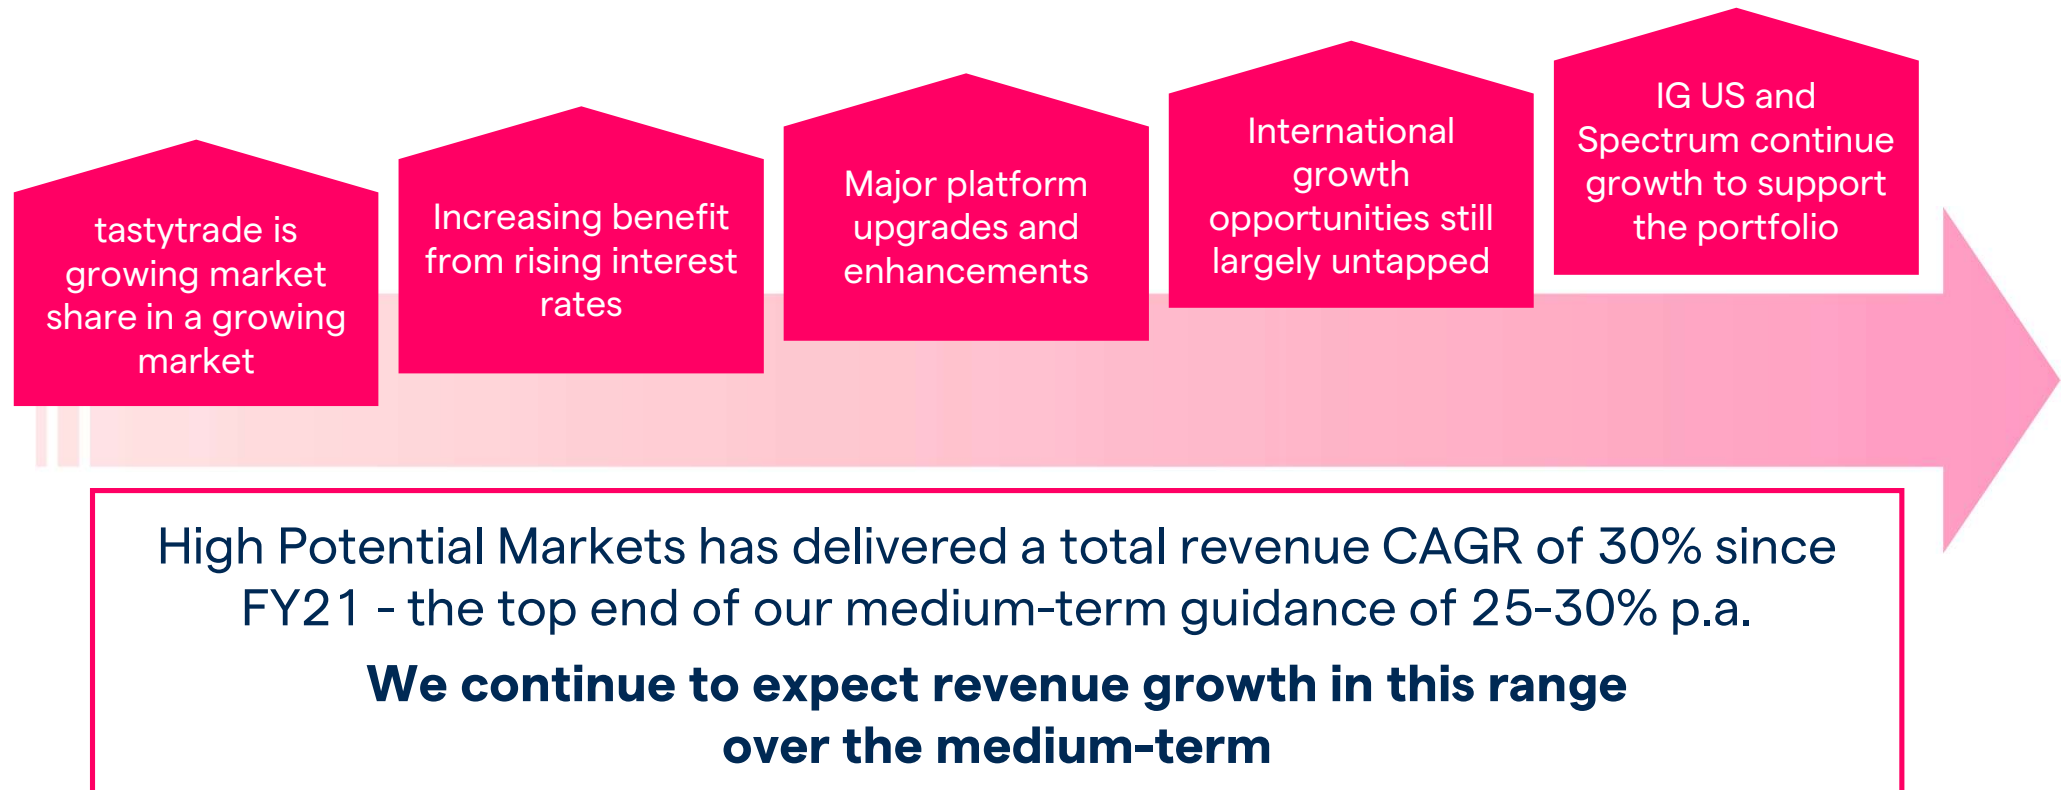 tastytrade is
growing market
share in a growing
market
Increasing benefit
from rising interest
rates
Major platform
upgrades and
enhancements
International
growth
opportunities still
largely untapped
IG US and
Spectrum continue
growth to support
the portfolio
High Potential Markets has delivered a total revenue CAGR of 30% since
FY21 - the top end of our medium-term guidance of 25-30% p.a.
We continue to expect revenue growth in this range
over the medium-term